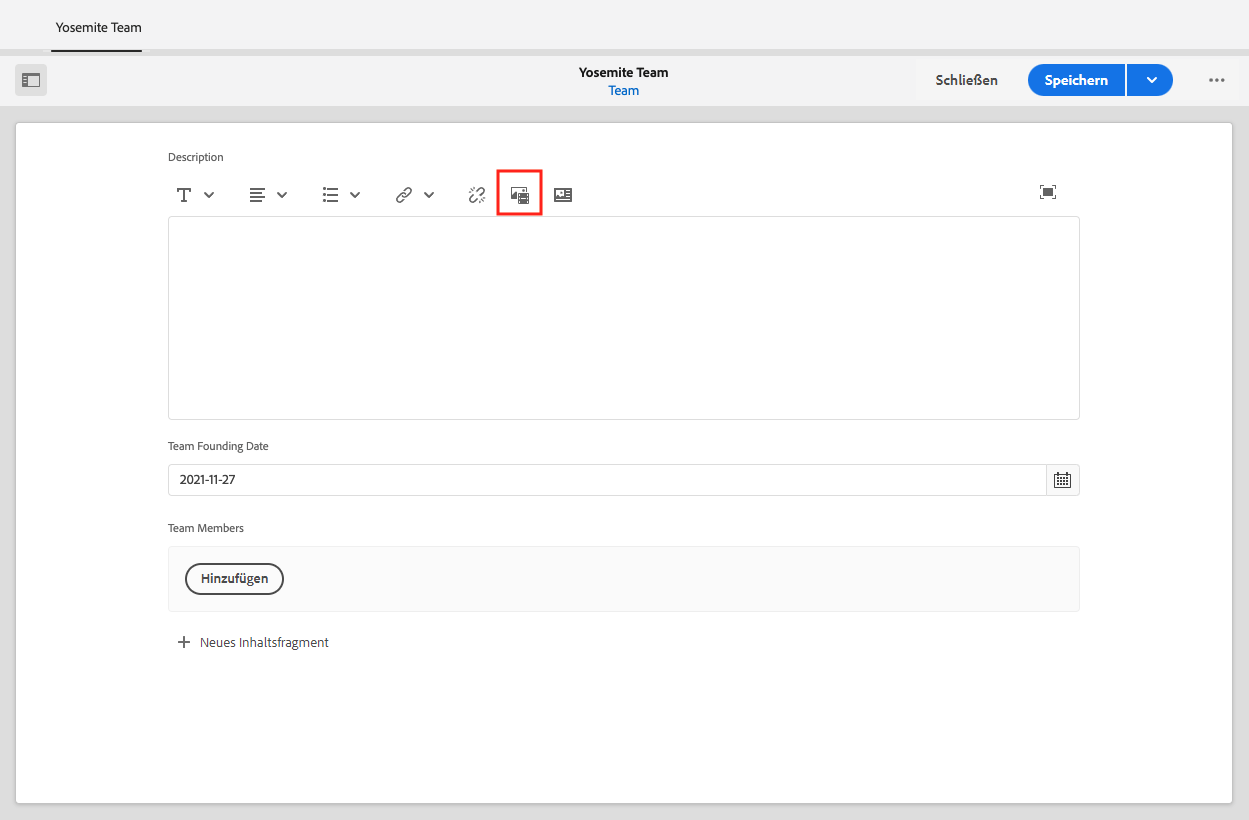 Yosemite Team
Yosemite Team
Team
Schließen
Speichern
Description
Team Founding Date
2021-11-27
Team Members
Hinzufügen
Neues Inhaltsfragment